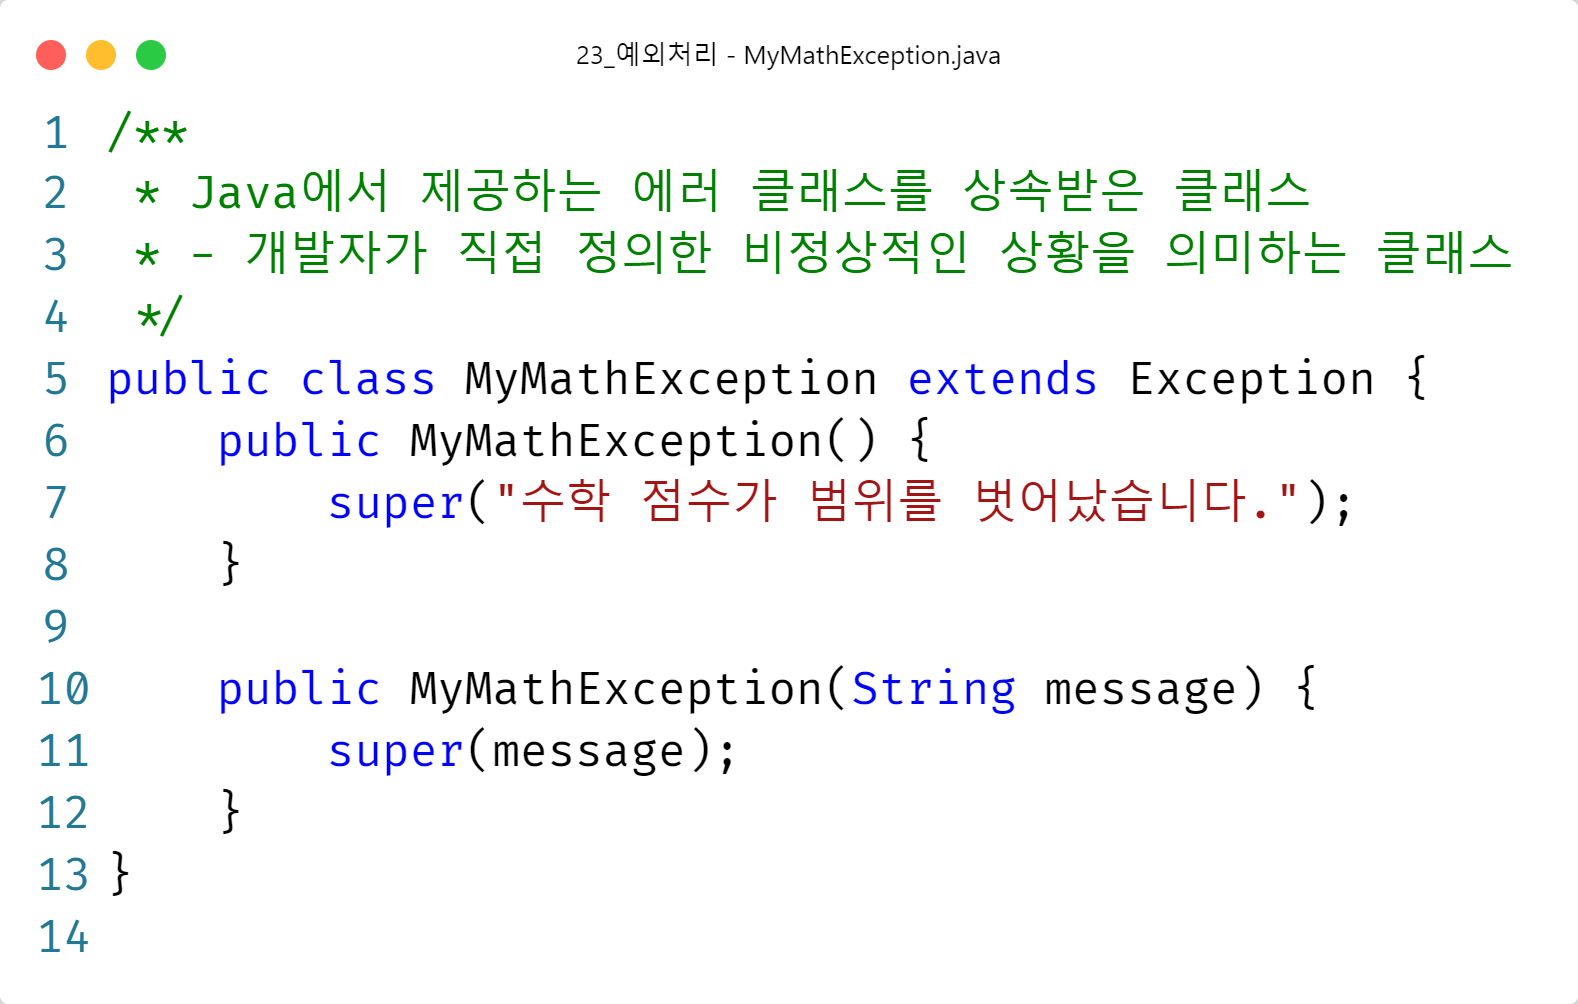 23_예외처리 - MyMathException.java
1 /**
2  * Java에서 제공하는 에러 클래스를 상속받은 클래스
3  * - 개발자가 직접 정의한 비정상적인 상황을 의미하는 클래스
4  */
5 public class MyMathException extends Exception {
6     public MyMathException() {
7         super("수학 점수가 범위를 벗어났습니다.");
8     }
9
10     public MyMathException(String message) {
11         super(message);
12     }
13 }
14